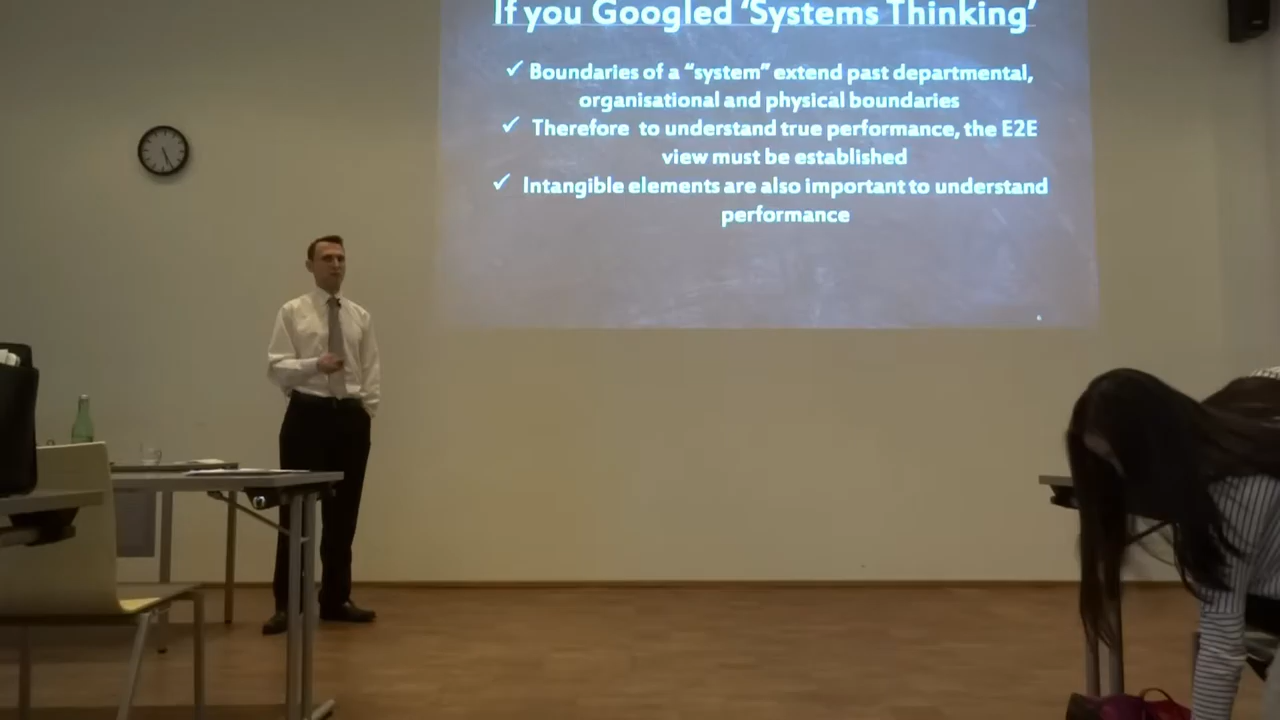 If you Googled ‘Systems Thinking’
✓ Boundaries of a “system” extend past departmental,
organisational and physical boundaries
✓ Therefore to understand true performance, the E2E
view must be established
✓ Intangible elements are also important to understand
performance
6